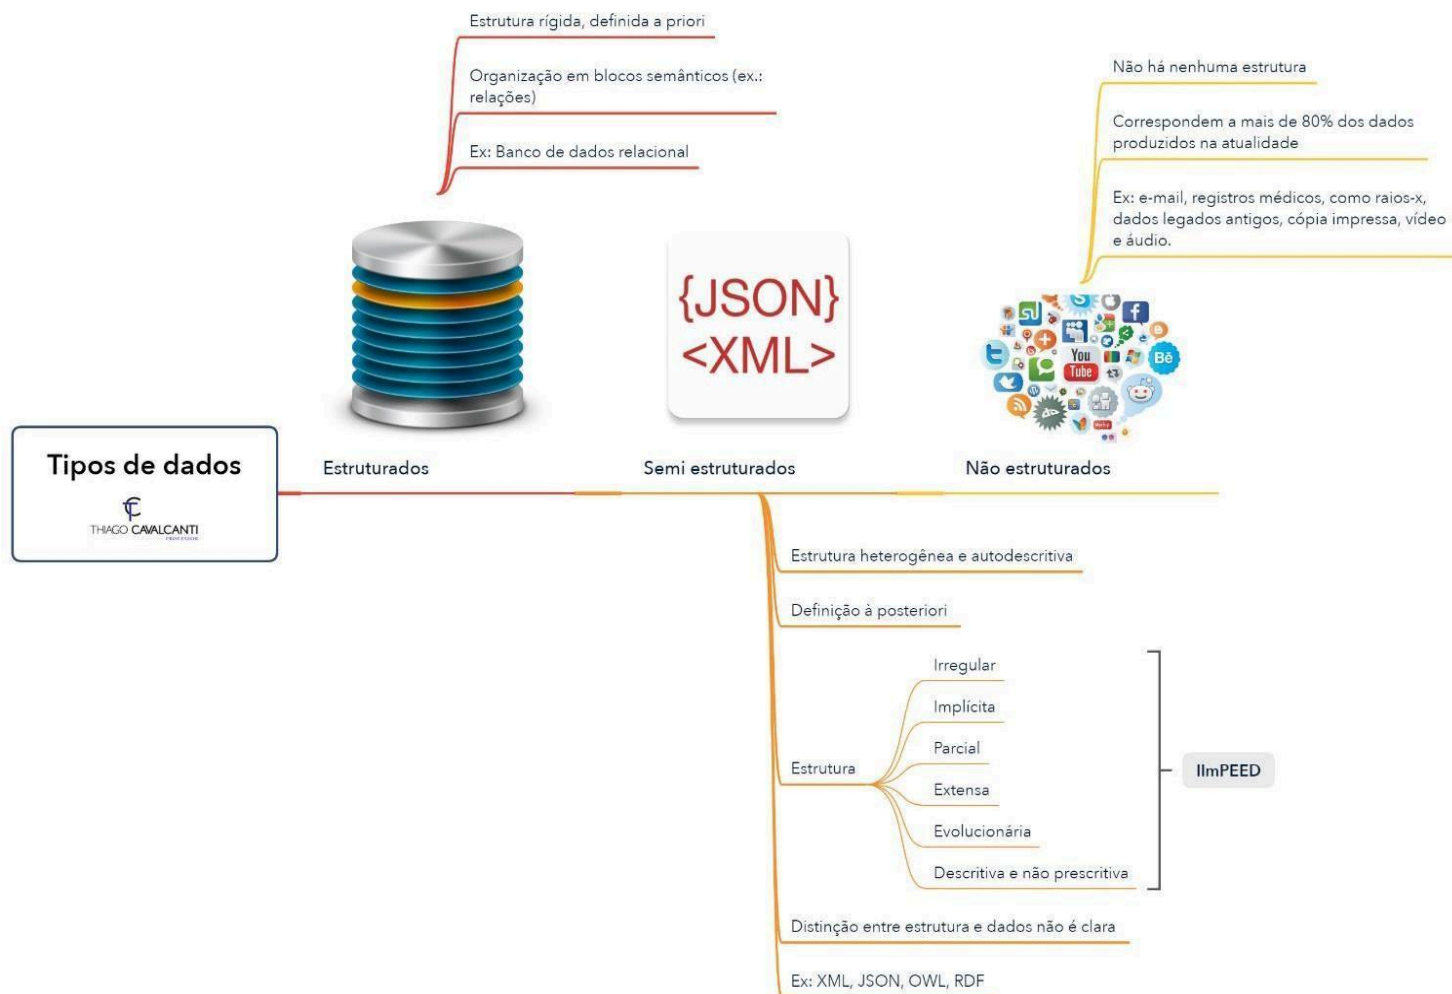 Estrutura rígida, definida a priori
Organização em blocos semânticos (ex.:
relações)
Ex: Banco de dados relacional
Não há nenhuma estrutura
Correspondem a mais de 80% dos dados
produzidos na atualidade
Ex: e-mail, registros médicos, como raios-x,
dados legados antigos, cópia impressa, vídeo
e áudio.
{JSON}
<XML>
You
Tube
Bē
Tipos de dados
THIAGO CAVALCANTI
PROFESSOR
Estruturados
Semi estruturados
Não estruturados
Estrutura heterogênea e autodescritiva
Definição à posteriori
Estrutura
Irregular
Implícita
Parcial
Extensa
Evolucionária
Descritiva e não prescritiva
IImPEED
Distinção entre estrutura e dados não é clara
Ex: XML, JSON, OWL, RDF